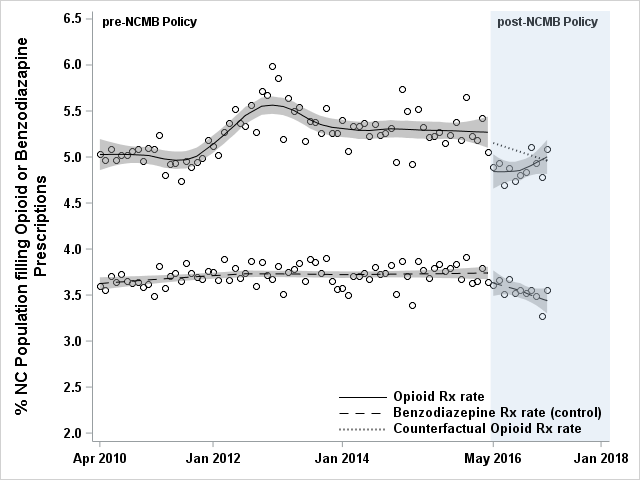 pre-NCMB Policy
post-NCMB Policy
% NC Population filling Opioid or Benzodiazapine
Prescriptions
6.5
6.0
5.5
5.0
4.5
4.0
3.5
3.0
2.5
2.0
Opioid Rx rate
Benzodiazepine Rx rate (control)
Counterfactual Opioid Rx rate
Apr 2010 Jan 2012 Jan 2014 May 2016 Jan 2018